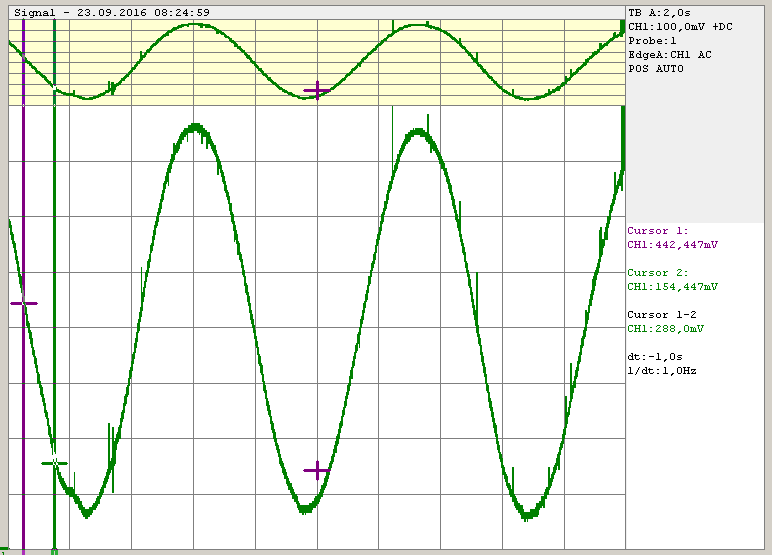 Signal - 23.09.2016 08:24:59
TB A:2,0s
CH1:100,0mV +DC
Probe:1
EdgeA:CH1 AC
POS AUTO
Cursor 1:
CH1:442,447mV
Cursor 2:
CH1:154,447mV
Cursor 1-2
CH1:288,0mV
dt:-1,0s
1/dt:1,0Hz